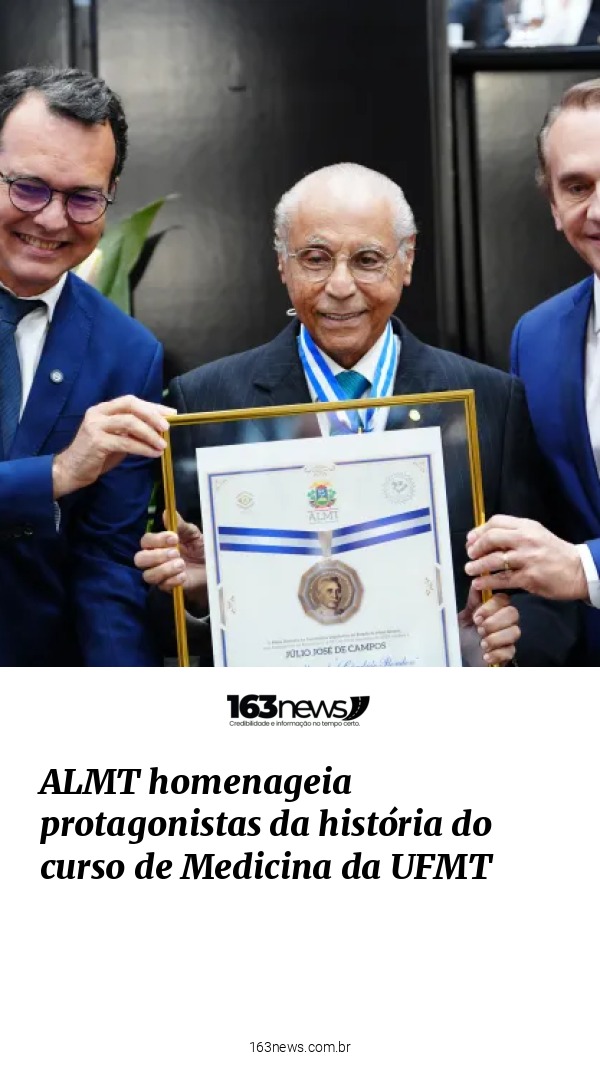 ALMT
JÚLIO JOSÉ DE CAMPOS
163news
Credibilidade e informação no tempo certo.
ALMT homenageia
protagonistas da história do
curso de Medicina da UFMT
163news.com.br